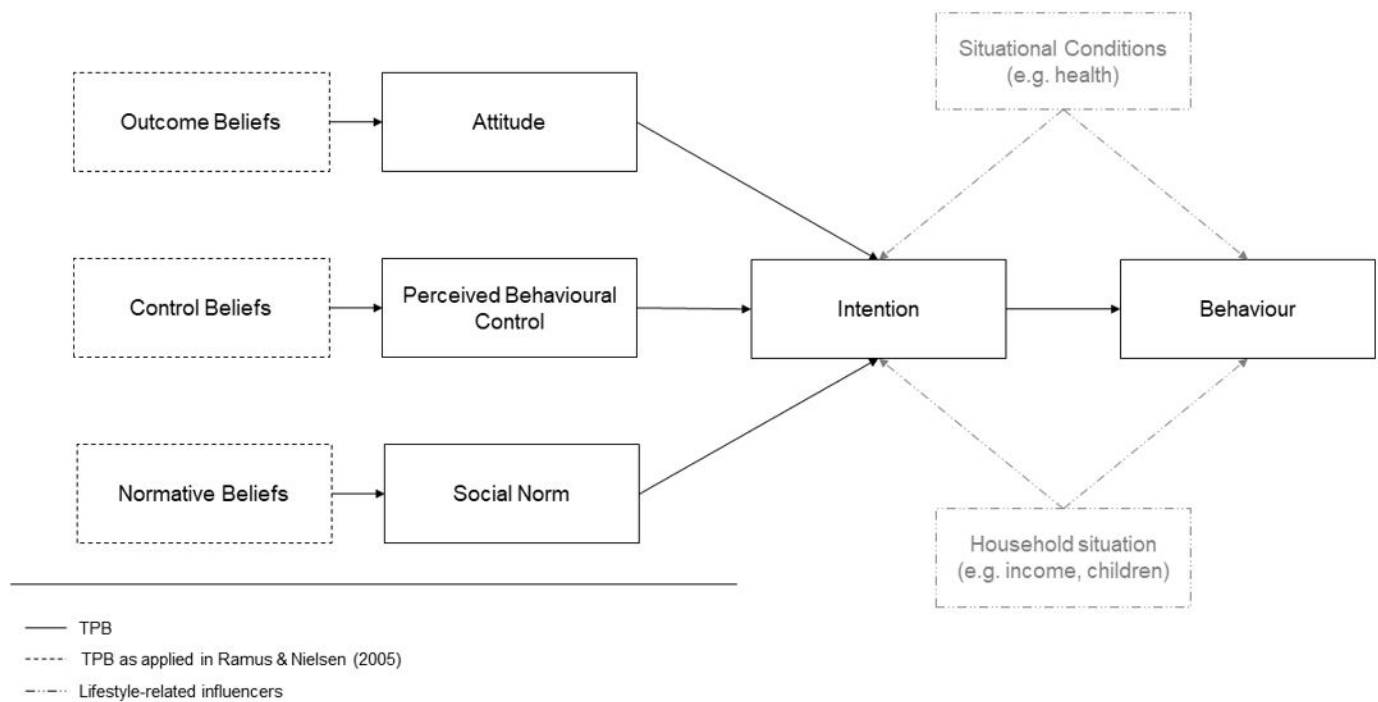 Situational Conditions
(e.g. health)
Outcome Beliefs
Attitude
Control Beliefs
Perceived Behavioural
Control
Intention
Behaviour
Normative Beliefs
Social Norm
Household situation
(e.g. income, children)
TPB
TPB as applied in Ramus & Nielsen (2005)
Lifestyle-related influencers